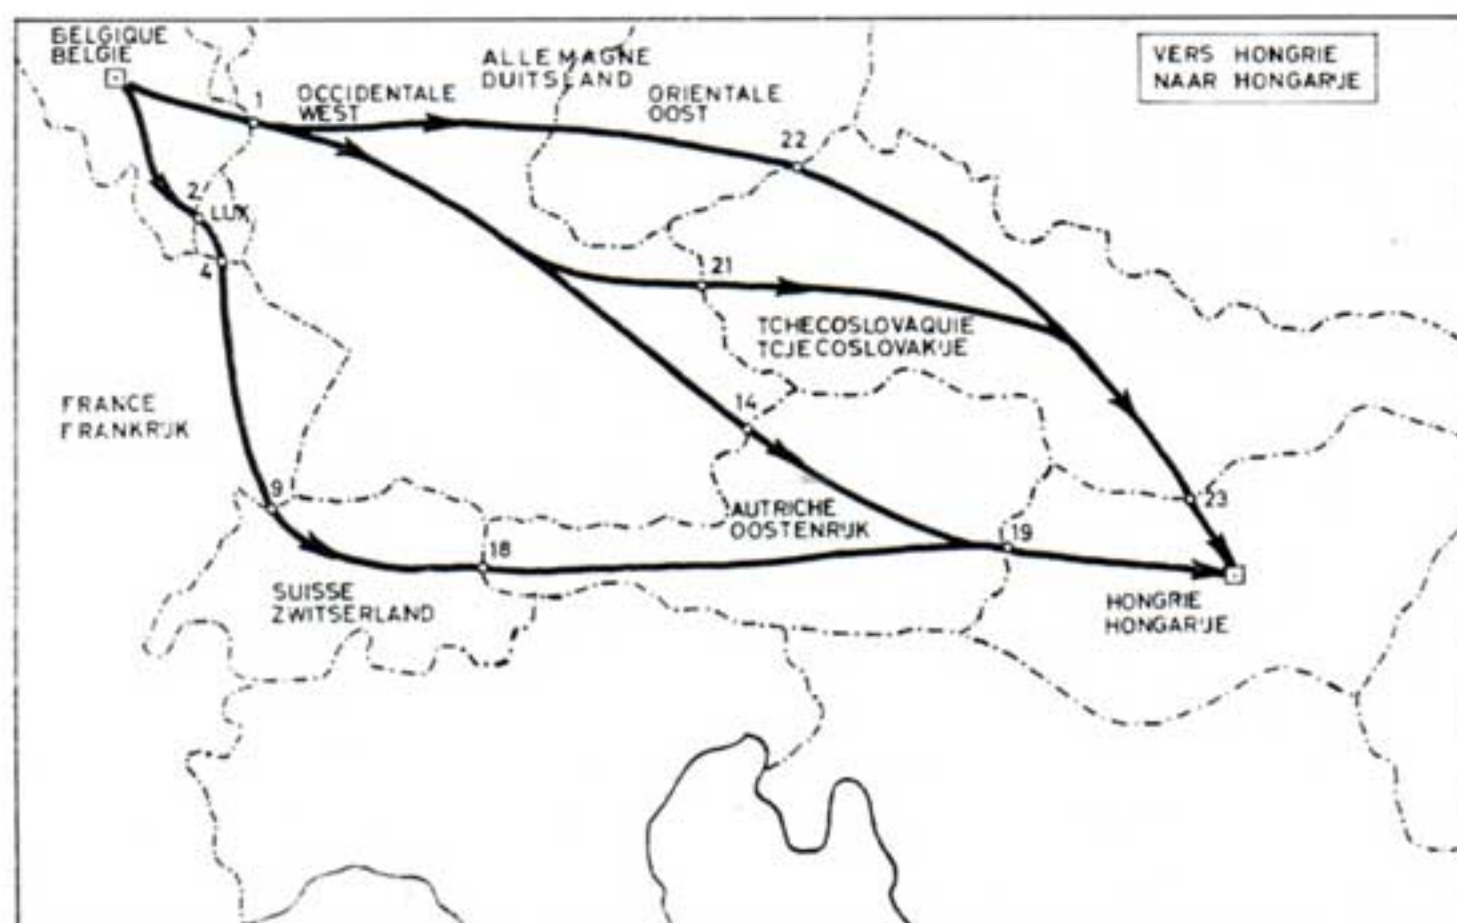 BELGIQUE
BELGIE
ALLEMAGNE
DUITSLAND
VERS HONGRIE
NAAR HONGARIJE
1
OCCIDENTALE
WEST
ORIENTALE
OOST
22
2
LUX
4
21
TCHECOSLOVAQUIE
TCJECOSLOVAKIJE
FRANCE
FRANKRIJK
14
9
23
AUTRICHE
OOSTENRIJK
19
18
SUISSE
ZWITSERLAND
HONGRIE
HONGARIJE